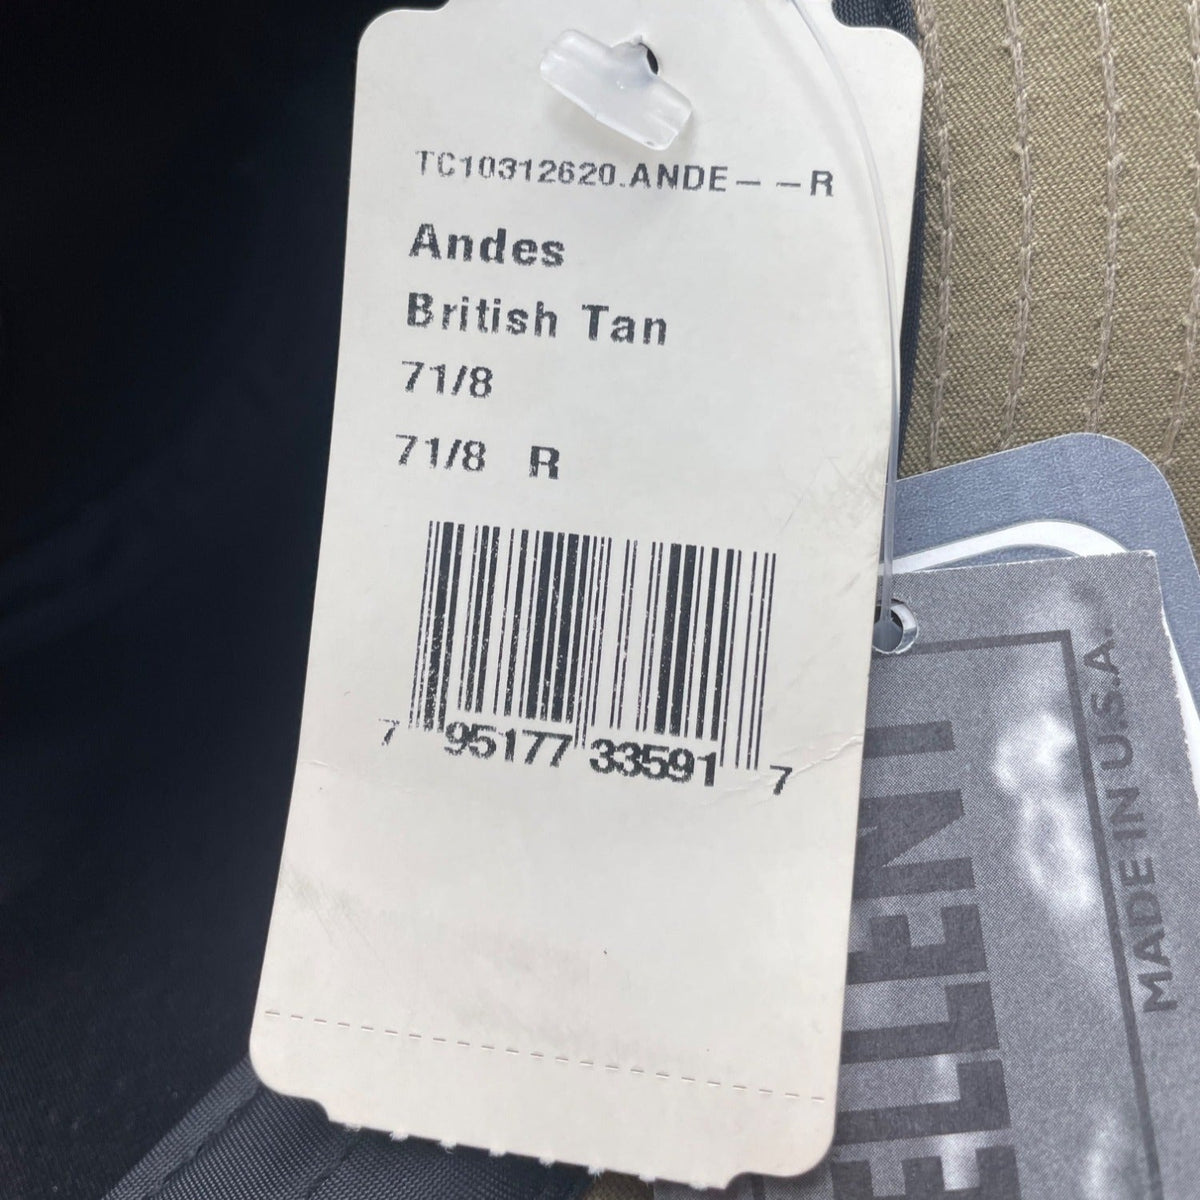 TC10312620.ANDE– –R
Andes
British Tan
71/8
71/8 R
7 95177 33591 7
MADE IN U.S.A.